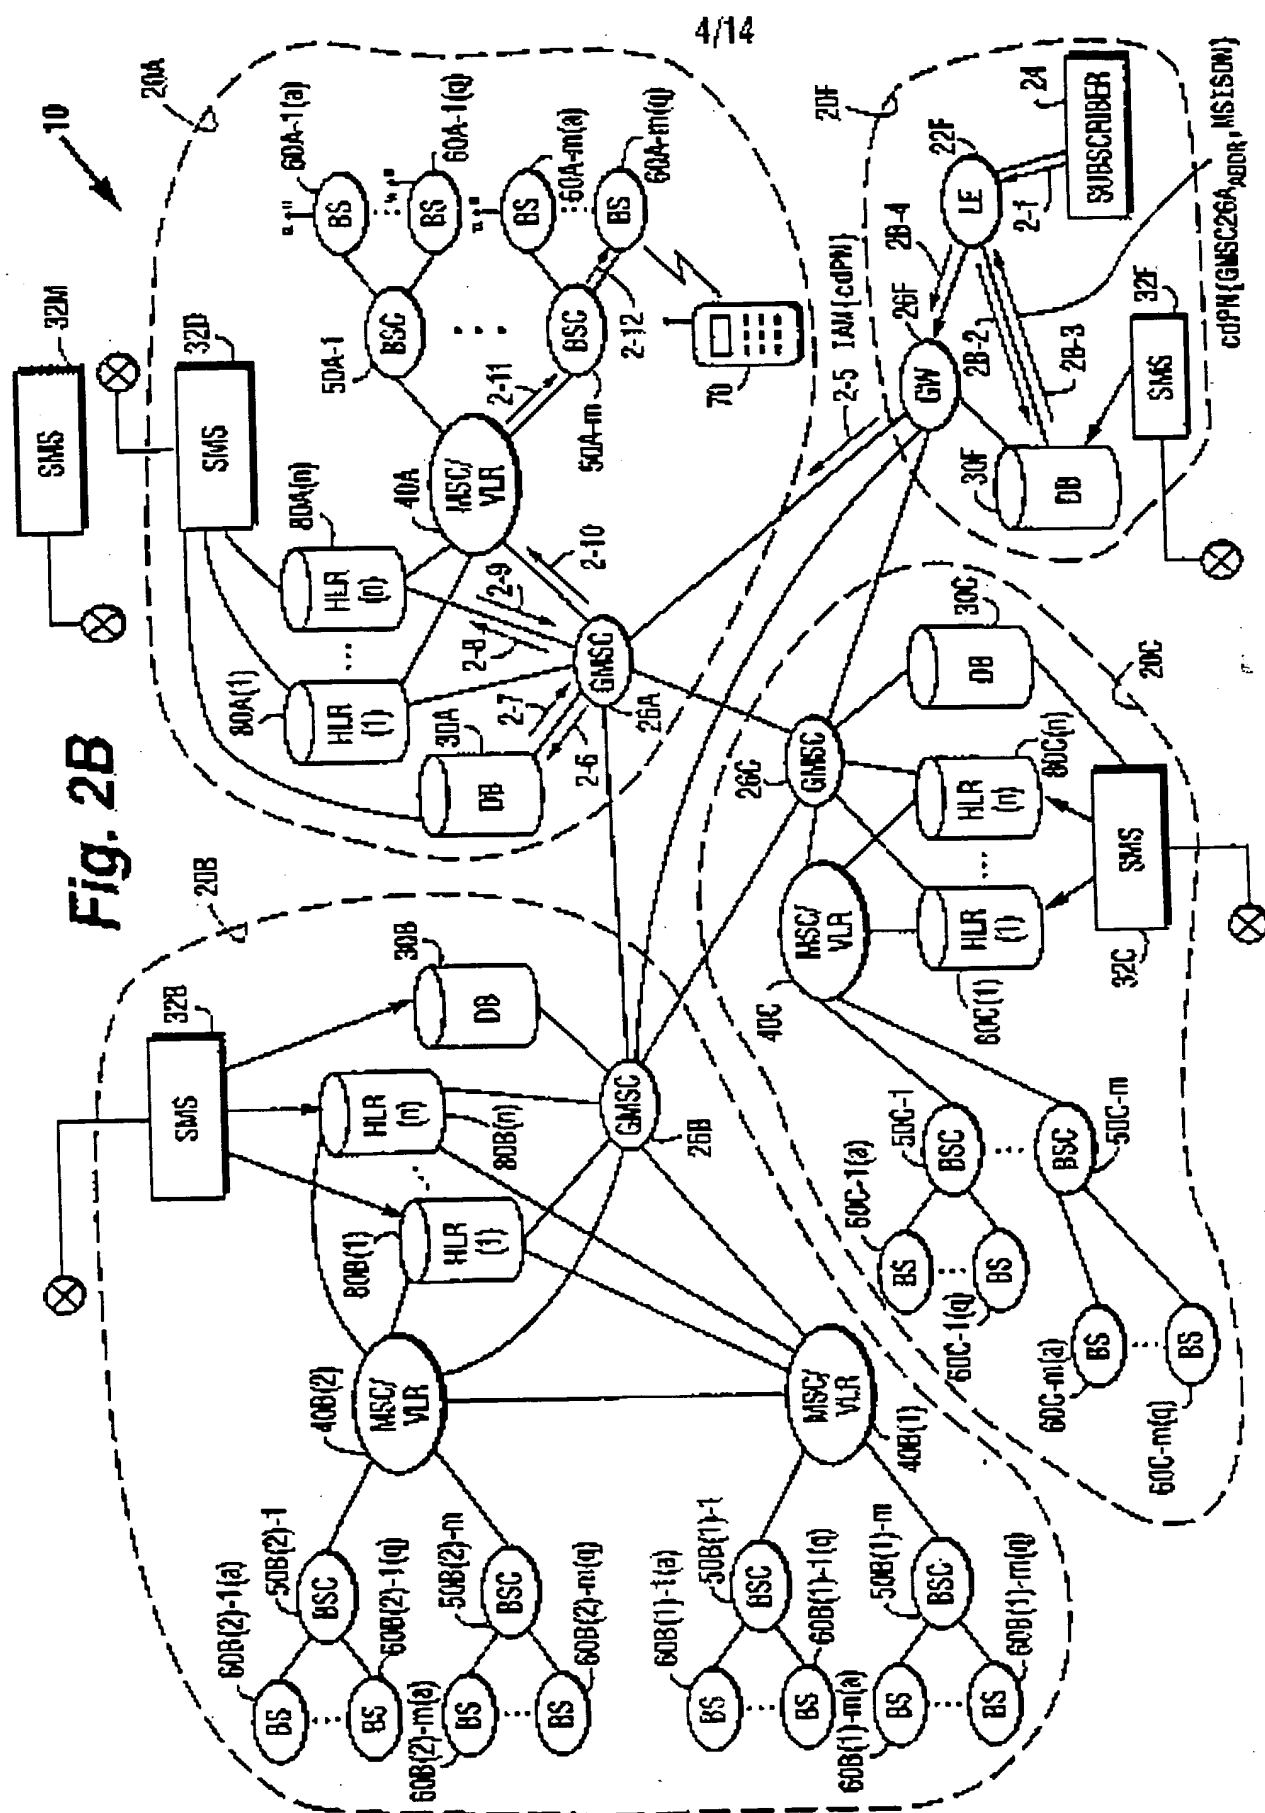 4/14
Fig. 2B
10
SMS
32M
20A
SMS
32D
80A(n)
HLR
(n)
...
80A(1)
HLR
(1)
30A
DB
2-6
2-7
2-8
2-9
GMSC
26A
2-10
MSC/
VLR
40A
2-11
50A-1
BSC
BSC
50A-m
2-12
60A-1(a)
BS
BS
60A-1(q)
BS
60A-m(a)
BS
60A-m(q)
70
20B
SMS
32B
30B
DB
HLR
(n)
80B(n)
...
80B(1)
HLR
(1)
GMSC
26B
40B(2)
MSC/
VLR
MSC/
VLR
40B(1)
50B(2)-1
BSC
60B(2)-1(a)
BS
BS
60B(2)-1(q)
50B(2)-m
BSC
60B(2)-m(a)
BS
BS
60B(2)-m(q)
50B(1)-1
BSC
60B(1)-1(a)
BS
BS
60B(1)-1(q)
50B(1)-m
BSC
60B(1)-m(a)
BS
BS
60B(1)-m(q)
20C
GMSC
26C
30C
DB
HLR
(n)
80C(n)
...
HLR
(1)
80C(1)
SMS
32C
MSC/
VLR
40C
50C-1
BSC
60C-1(a)
BS
BS
60C-1(q)
BSC
50C-m
60C-m(a)
BS
BS
60C-m(q)
20F
LE
22F
SUBSCRIBER
24
2-1
2B-4
2B-2
2B-3
26F
GW
2-5 IAM{cdPN}
30F
DB
SMS
32F
cdPN{GMSC26A ADDR, MSISDN}